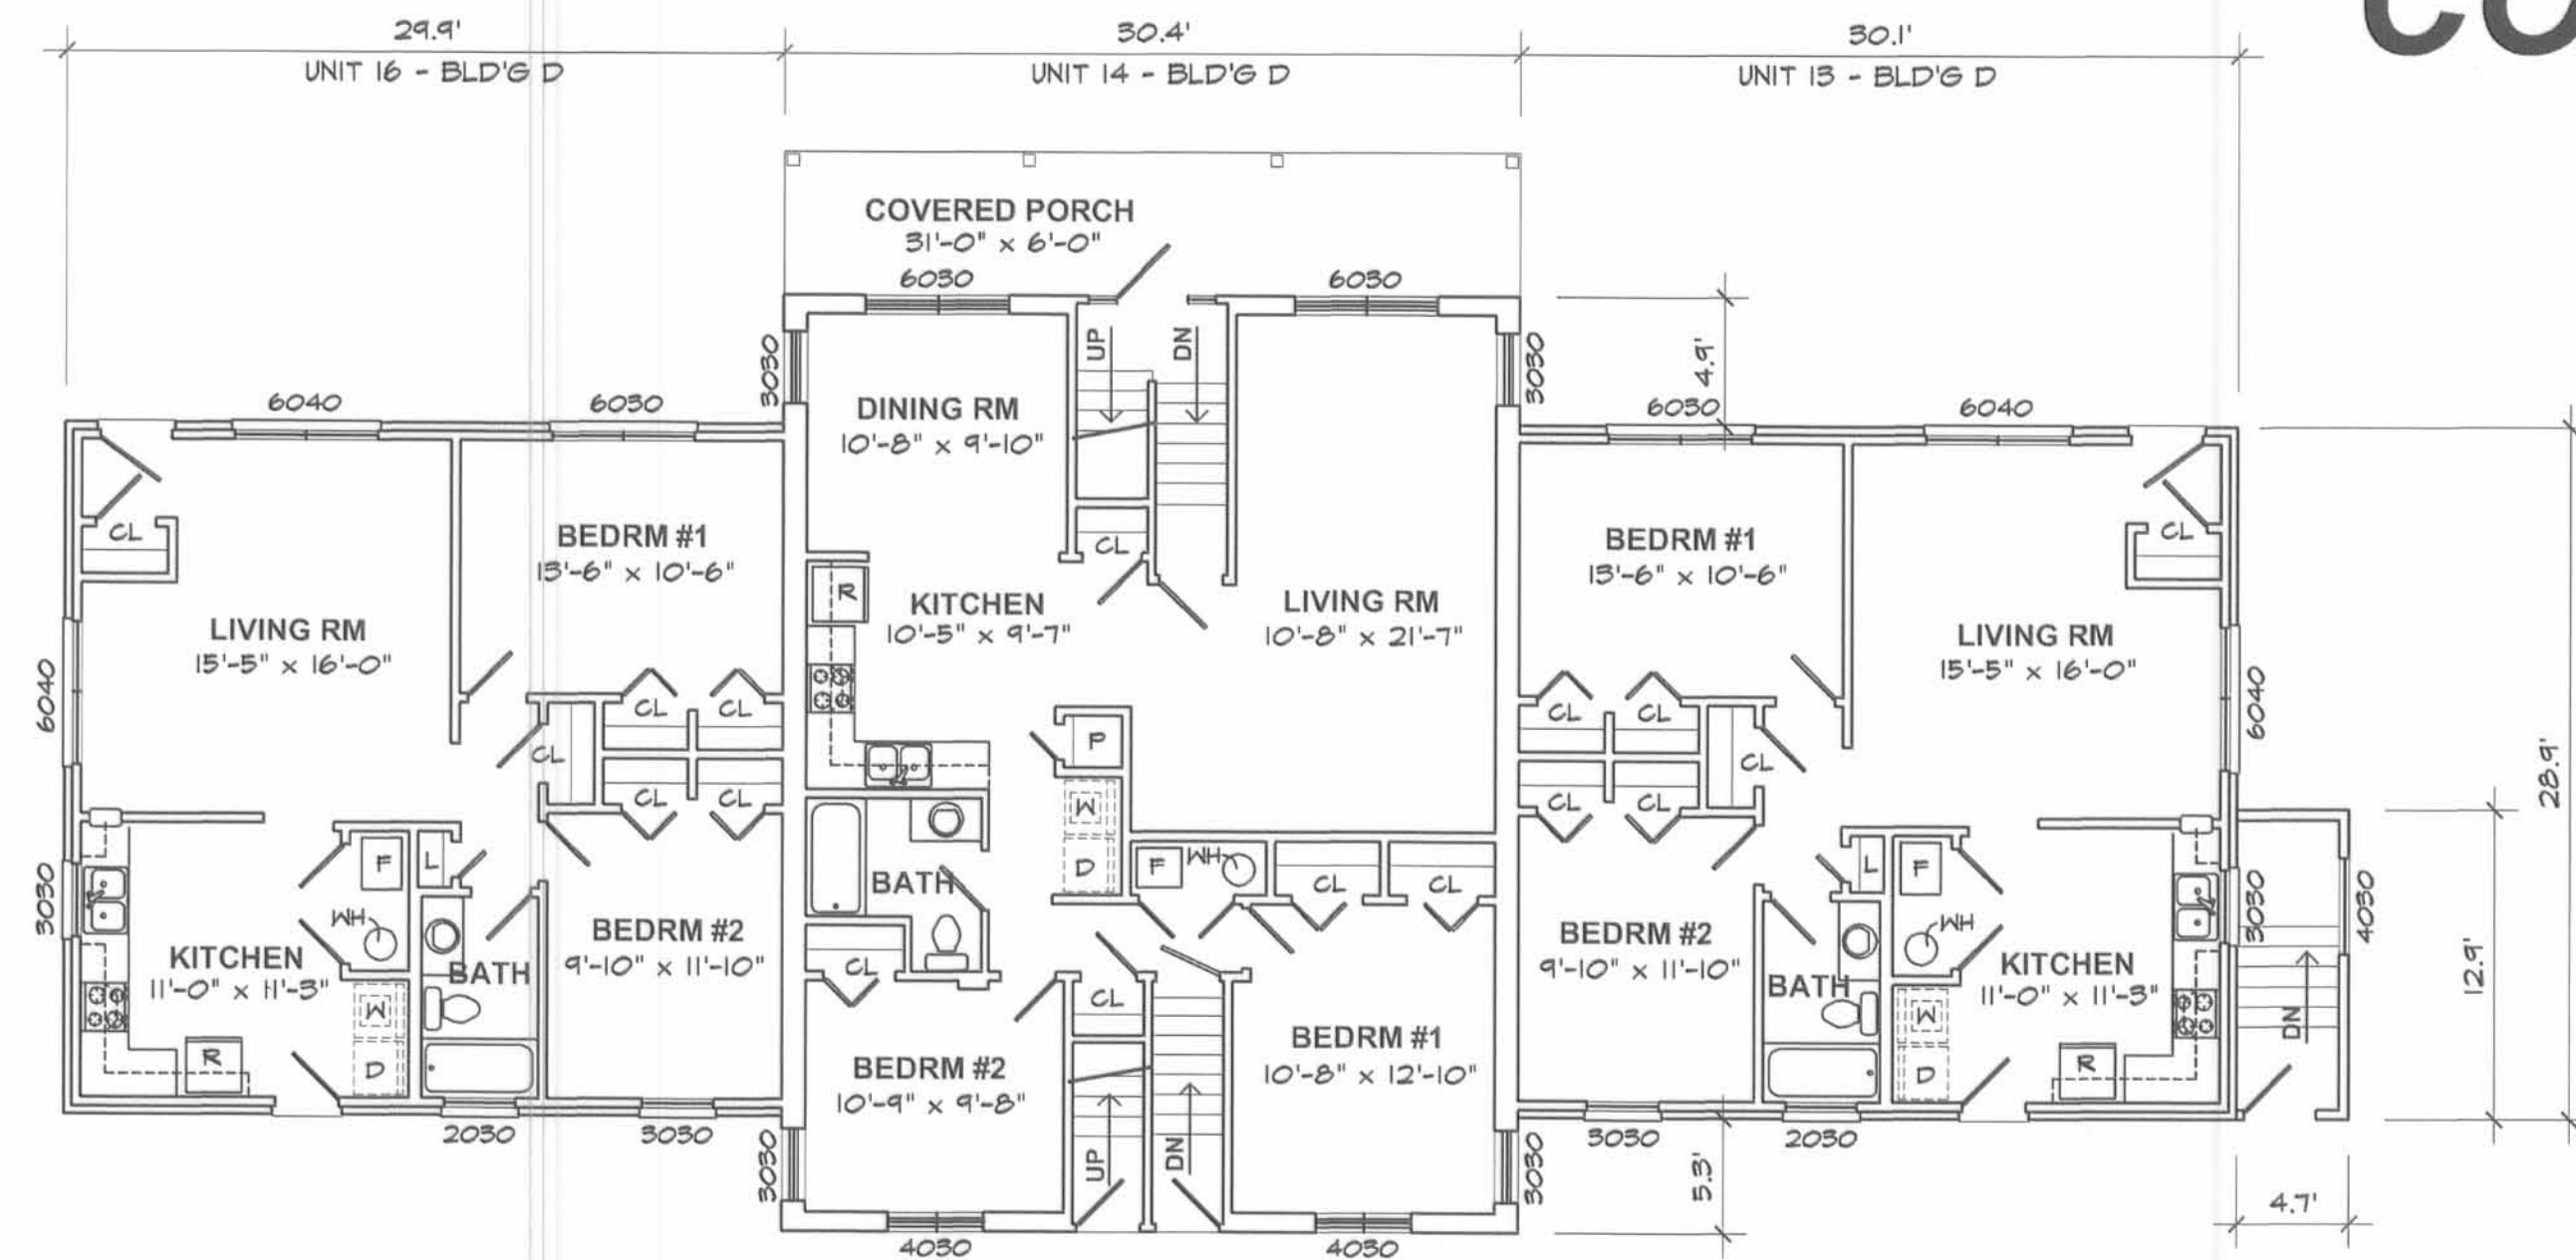 CO
29.9'
30.4'
30.1'
UNIT 16 - BLD'G D
UNIT 14 - BLD'G D
UNIT 13 - BLD'G D
COVERED PORCH
31'-0" x 6'-0"
6030
6030
3030
UP
DN
3030
4.9'
6040
6030
DINING RM
10'-8" x 9'-10"
6030
6040
CL
BEDRM #1
13'-6" x 10'-6"
CL
BEDRM #1
13'-6" x 10'-6"
CL
R
KITCHEN
10'-5" x 9'-7"
LIVING RM
10'-8" x 21'-7"
LIVING RM
15'-5" x 16'-0"
LIVING RM
15'-5" x 16'-0"
6040
CL
CL
CL
CL
6040
CL
P
CL
28.9'
CL
CL
CL
CL
W
D
F
L
BATH
F
WH
CL
CL
L
F
3030
WH
BEDRM #2
9'-10" x 11'-10"
CL
BEDRM #2
9'-10" x 11'-10"
WH
3030
4030
KITCHEN
11'-0" x 11'-3"
BATH
CL
BATH
KITCHEN
11'-0" x 11'-3"
12.9'
W
D
R
BEDRM #2
10'-9" x 9'-8"
BEDRM #1
10'-8" x 12'-10"
W
D
R
DN
2030
3030
3030
UP
DN
3030
3030
2030
5.3'
4.7'
4030
4030